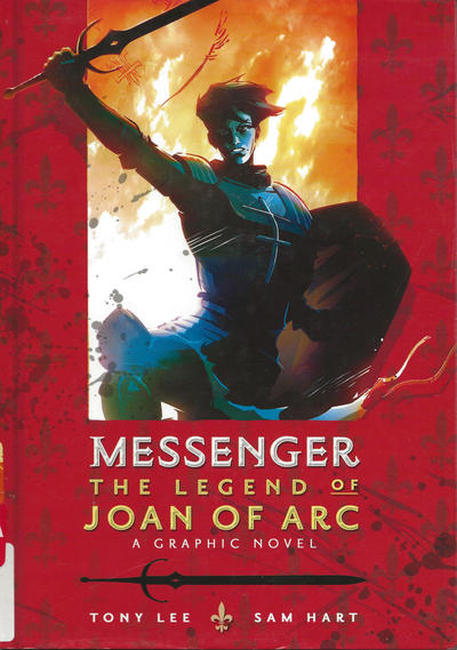 MESSENGER
THE LEGEND OF
JOAN OF ARC
A GRAPHIC NOVEL
TONY LEE SAM HART